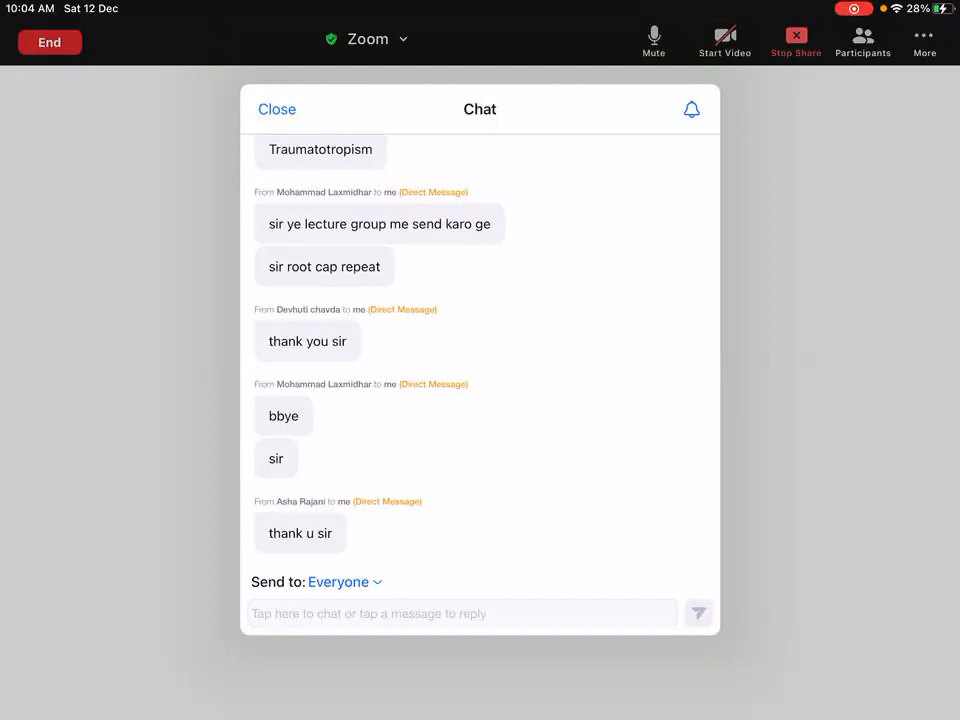 10:04 AM Sat 12 Dec
28%
End
Zoom
Mute
Start Video
Stop Share
Participants
More
Close
Chat
Traumatotropism
From Mohammad Laxmidhar to me (Direct Message)
sir ye lecture group me send karo ge
sir root cap repeat
From Devhuti chavda to me (Direct Message)
thank you sir
From Mohammad Laxmidhar to me (Direct Message)
bbye
sir
From Asha Rajani to me (Direct Message)
thank u sir
Send to: Everyone
Tap here to chat or tap a message to reply